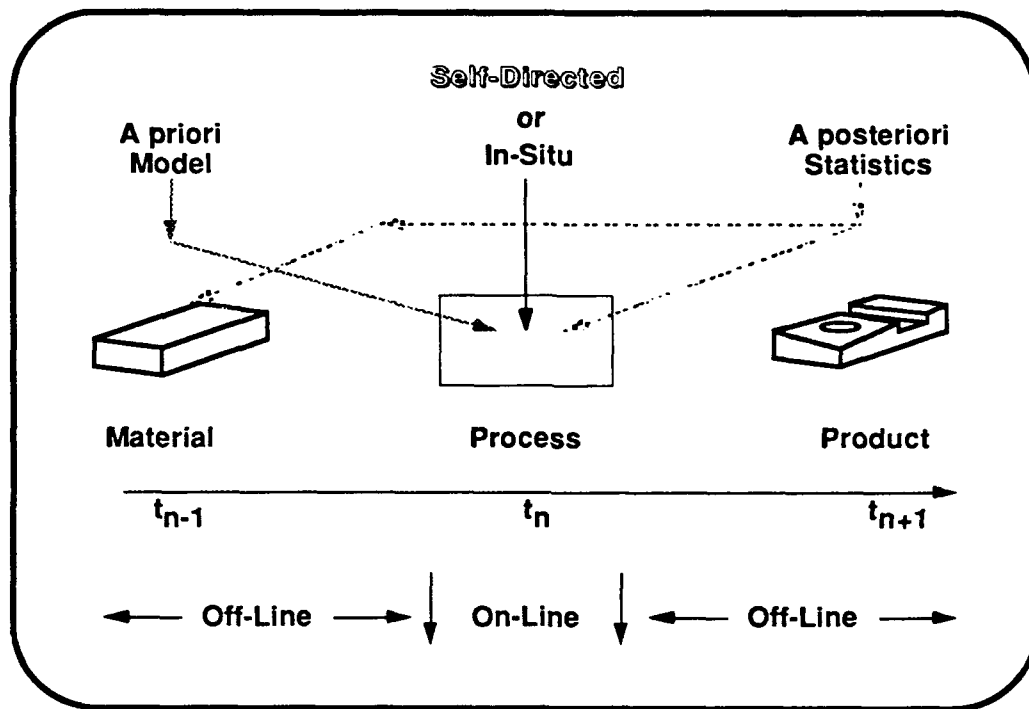 Self-Directed
or
In-Situ
A priori
Model
A posteriori
Statistics
Material
Process
Product
tn-1
tn
tn+1
Off-Line
On-Line
Off-Line